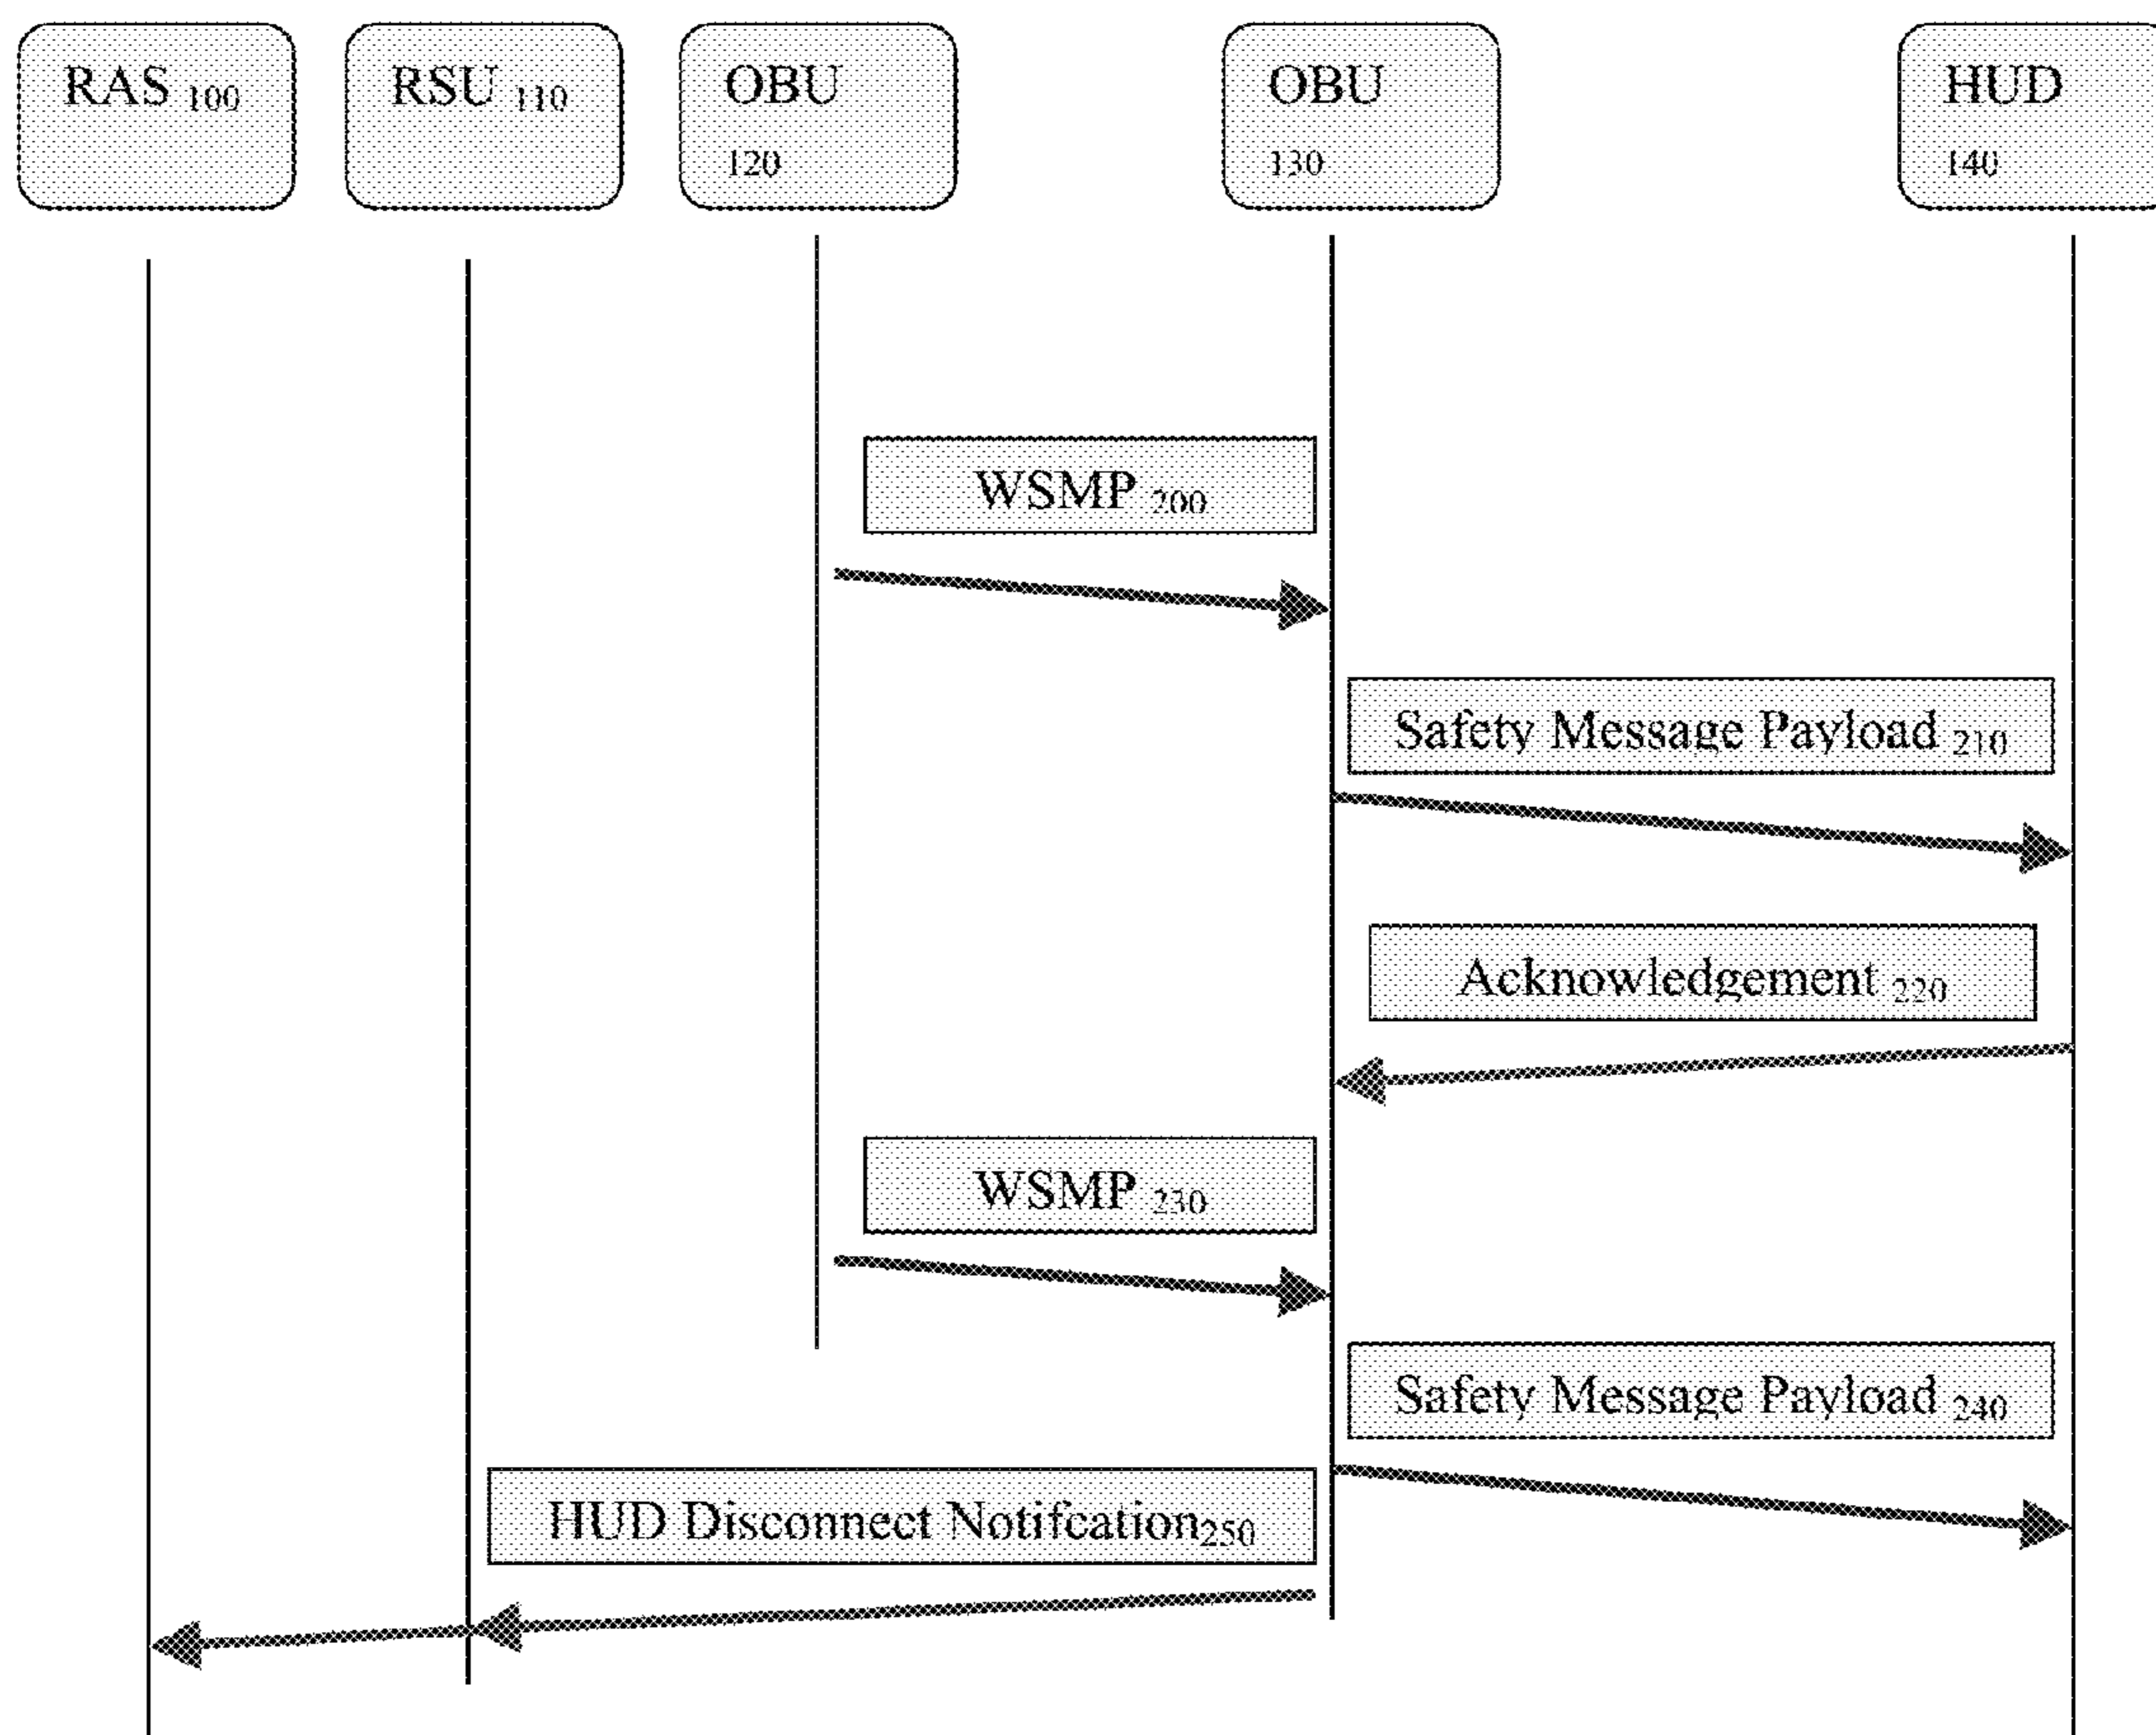 RAS 100
RSU 110
OBU
120
OBU
130
HUD
140
WSMP 200
Safety Message Payload 210
Acknowledgement 220
WSMP 230
Safety Message Payload 240
HUD Disconnect Notifcation250